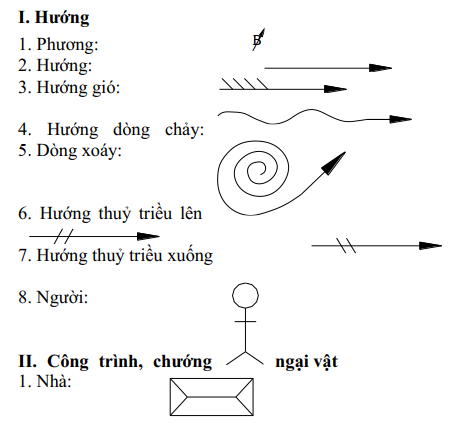 I. Hướng
1. Phương:
B
2. Hướng:
3. Hướng gió:
4. Hướng dòng chảy:
5. Dòng xoáy:
6. Hướng thuỷ triều lên
7. Hướng thuỷ triều xuống
8. Người:
II. Công trình, chướng ngại vật
1. Nhà: